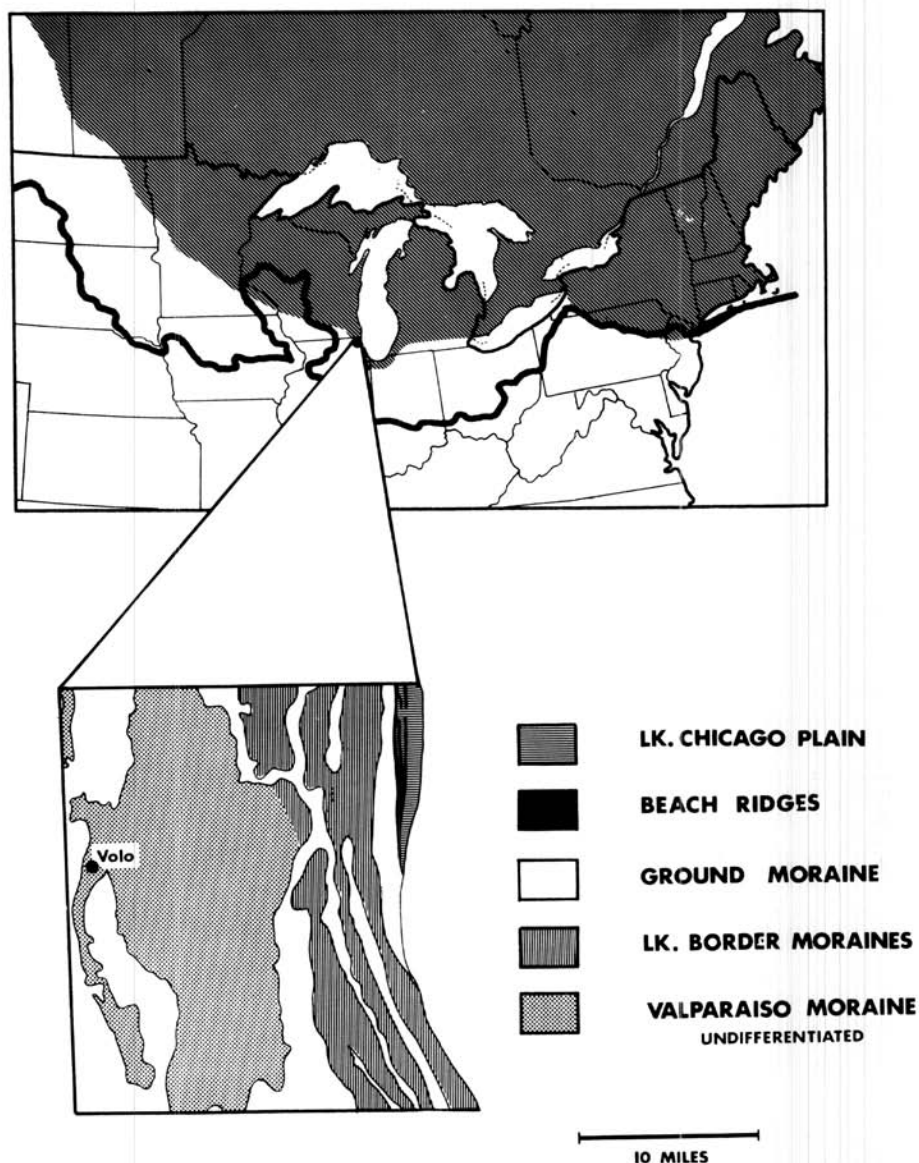 Volo
LK. CHICAGO PLAIN
BEACH RIDGES
GROUND MORAINE
LK. BORDER MORAINES
VALPARAISO MORAINE
UNDIFFERENTIATED
10 MILES